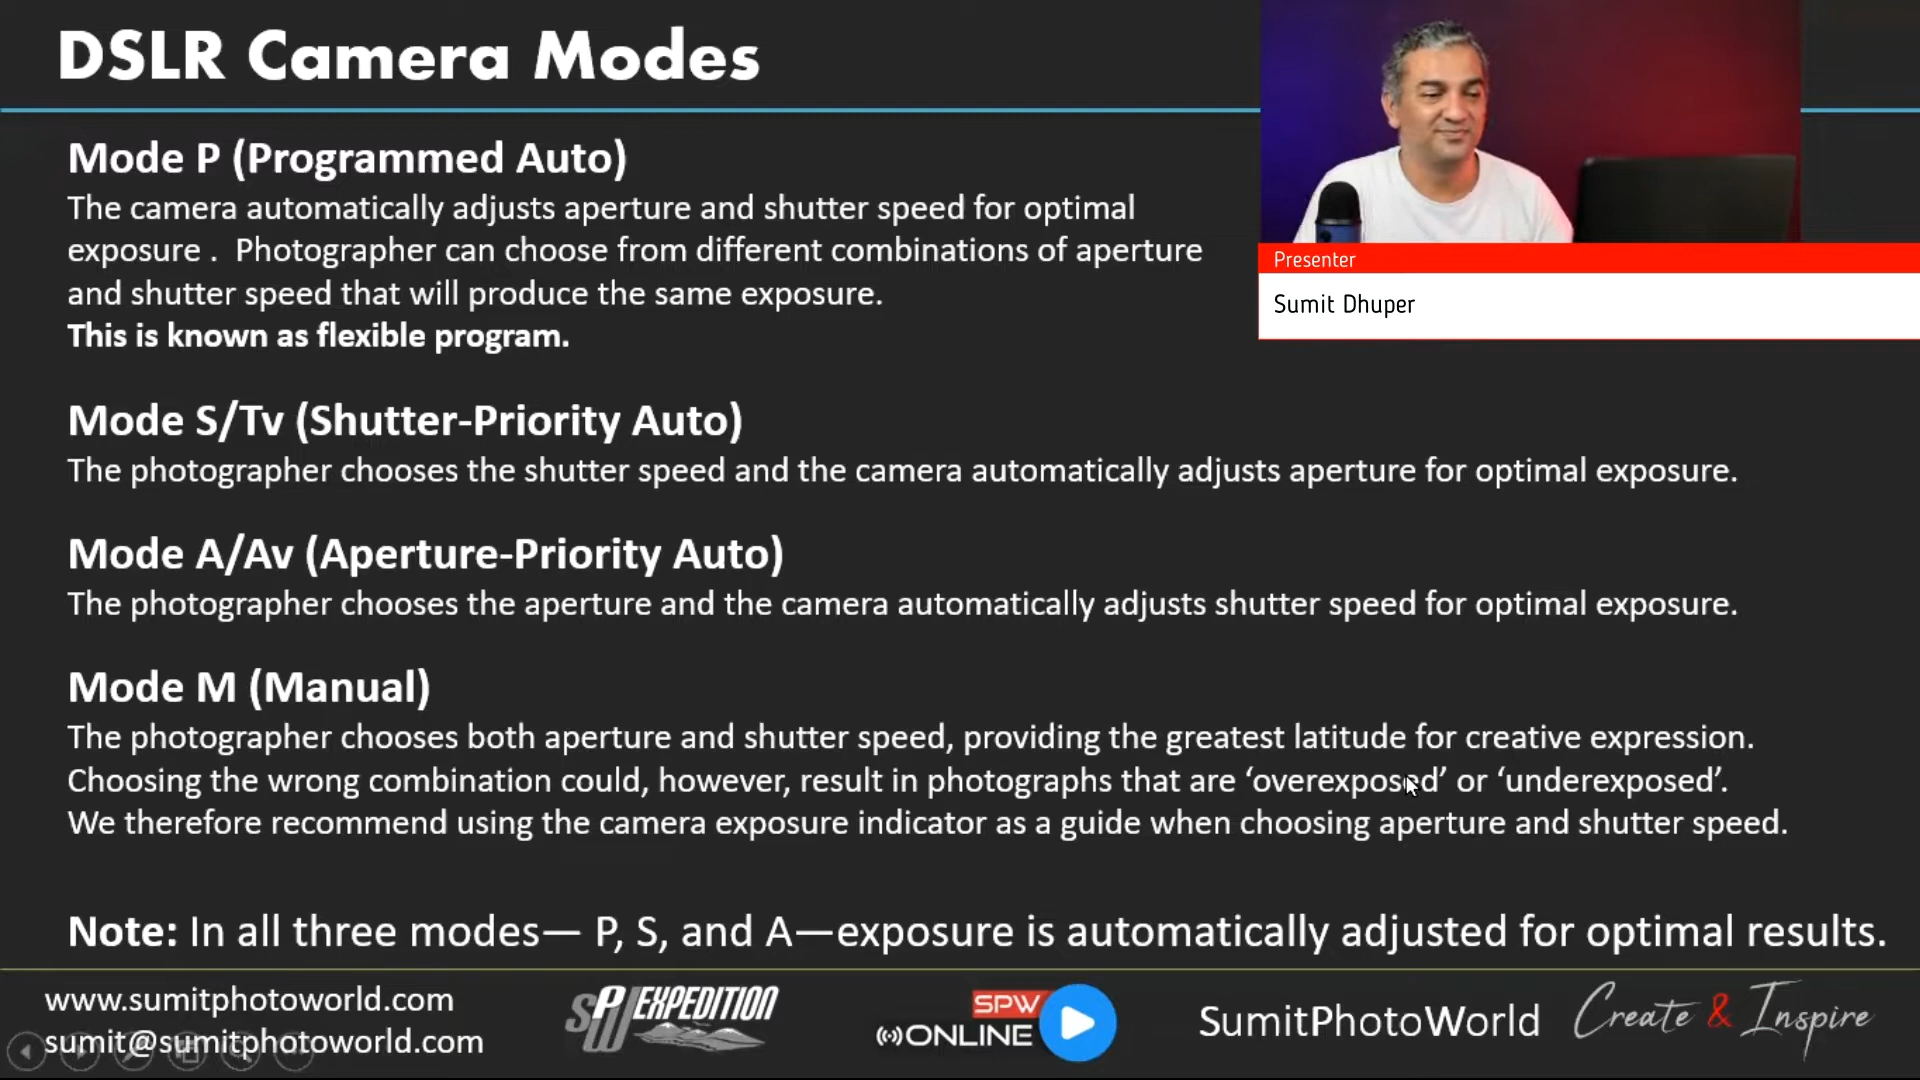 DSLR Camera Modes
Mode P (Programmed Auto)
The camera automatically adjusts aperture and shutter speed for optimal
exposure .  Photographer can choose from different combinations of aperture
and shutter speed that will produce the same exposure.
This is known as flexible program.
Presenter
Sumit Dhuper
Mode S/Tv (Shutter-Priority Auto)
The photographer chooses the shutter speed and the camera automatically adjusts aperture for optimal exposure.
Mode A/Av (Aperture-Priority Auto)
The photographer chooses the aperture and the camera automatically adjusts shutter speed for optimal exposure.
Mode M (Manual)
The photographer chooses both aperture and shutter speed, providing the greatest latitude for creative expression.
Choosing the wrong combination could, however, result in photographs that are ‘overexposed’ or ‘underexposed’.
We therefore recommend using the camera exposure indicator as a guide when choosing aperture and shutter speed.
Note: In all three modes— P, S, and A—exposure is automatically adjusted for optimal results.
www.sumitphotoworld.com
sumit@sumitphotoworld.com
SPW EXPEDITION
SPW
ONLINE
SumitPhotoWorld
Create & Inspire